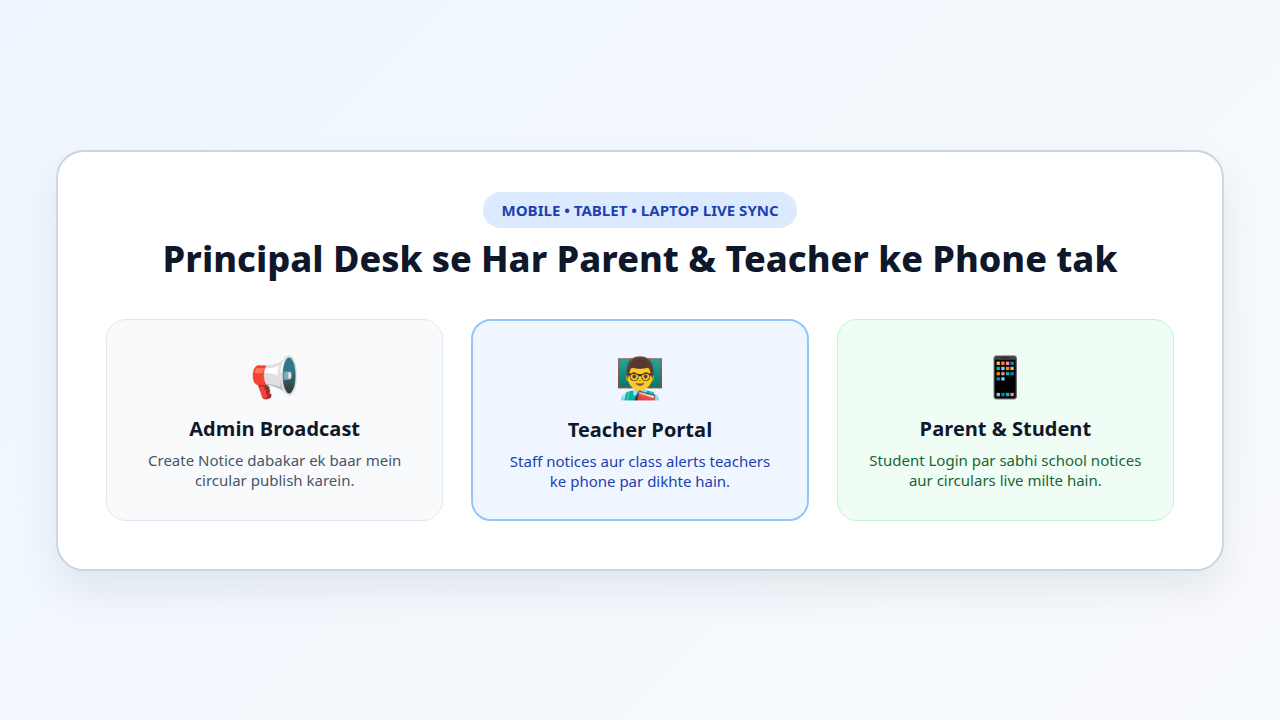 MOBILE • TABLET • LAPTOP LIVE SYNC
Principal Desk se Har Parent & Teacher ke Phone tak
Admin Broadcast
Create Notice dabakar ek baar mein
circular publish karein.
Teacher Portal
Staff notices aur class alerts teachers
ke phone par dikhte hain.
Parent & Student
Student Login par sabhi school notices
aur circulars live milte hain.